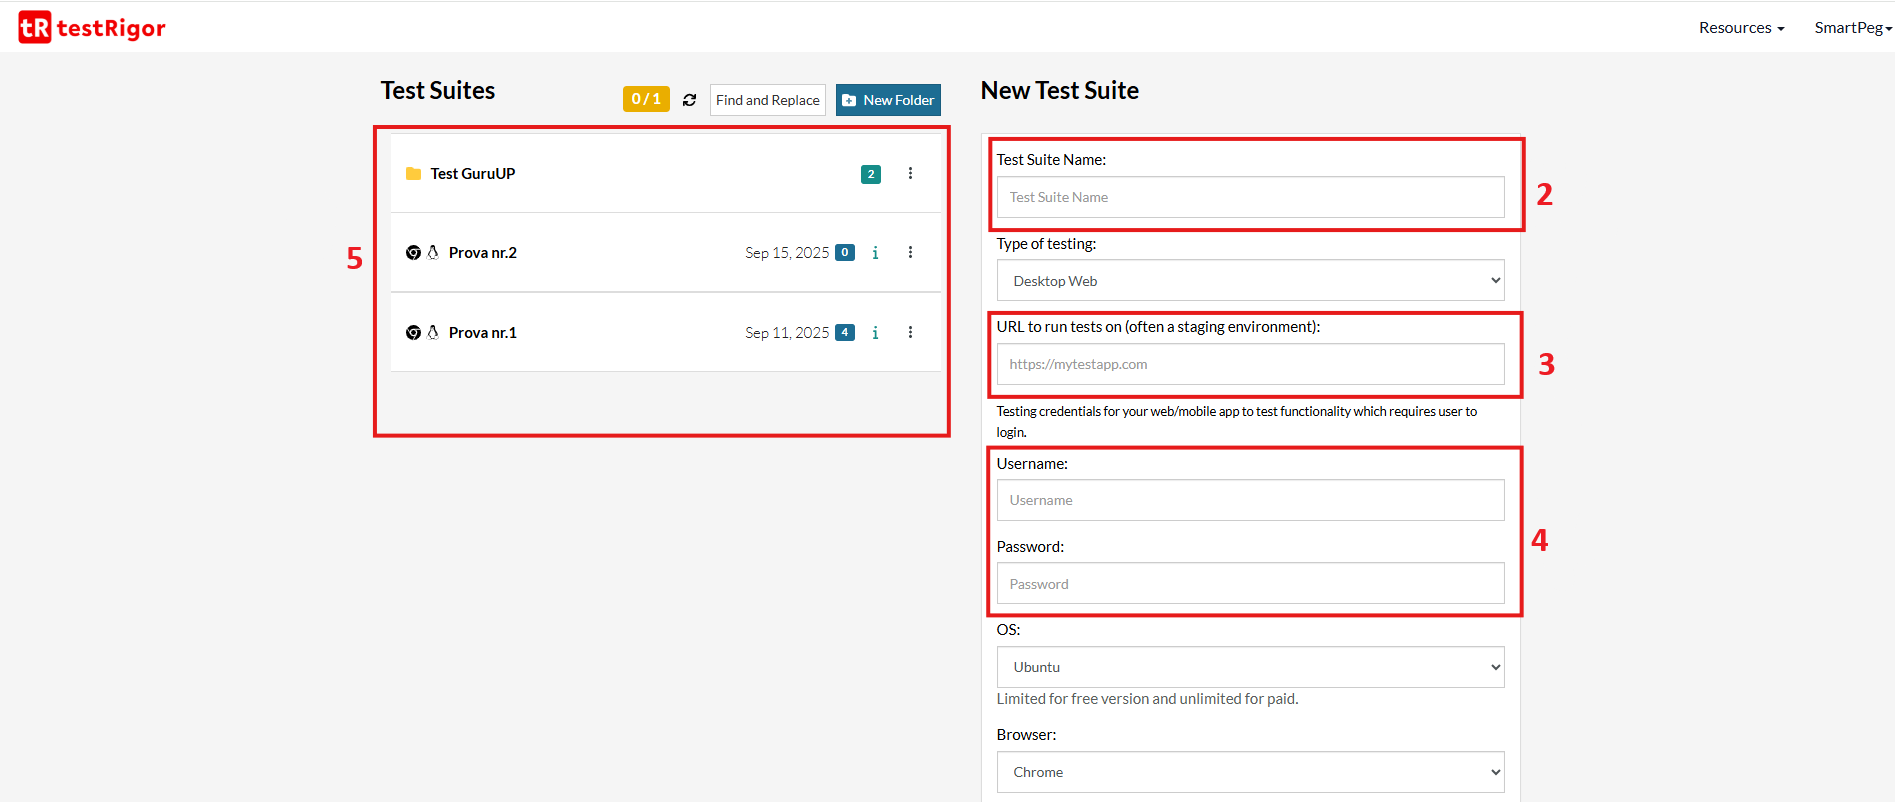 tR testRigor
Resources
SmartPeg
Test Suites
0 / 1
Find and Replace
New Folder
Test GuruUP
2
Prova nr.2
Sep 15, 2025
0
i
Prova nr.1
Sep 11, 2025
4
i
5
New Test Suite
Test Suite Name:
Test Suite Name
2
Type of testing:
Desktop Web
URL to run tests on (often a staging environment):
https://mytestapp.com
3
Testing credentials for your web/mobile app to test functionality which requires user to
login.
Username:
Username
Password:
Password
4
OS:
Ubuntu
Limited for free version and unlimited for paid.
Browser:
Chrome